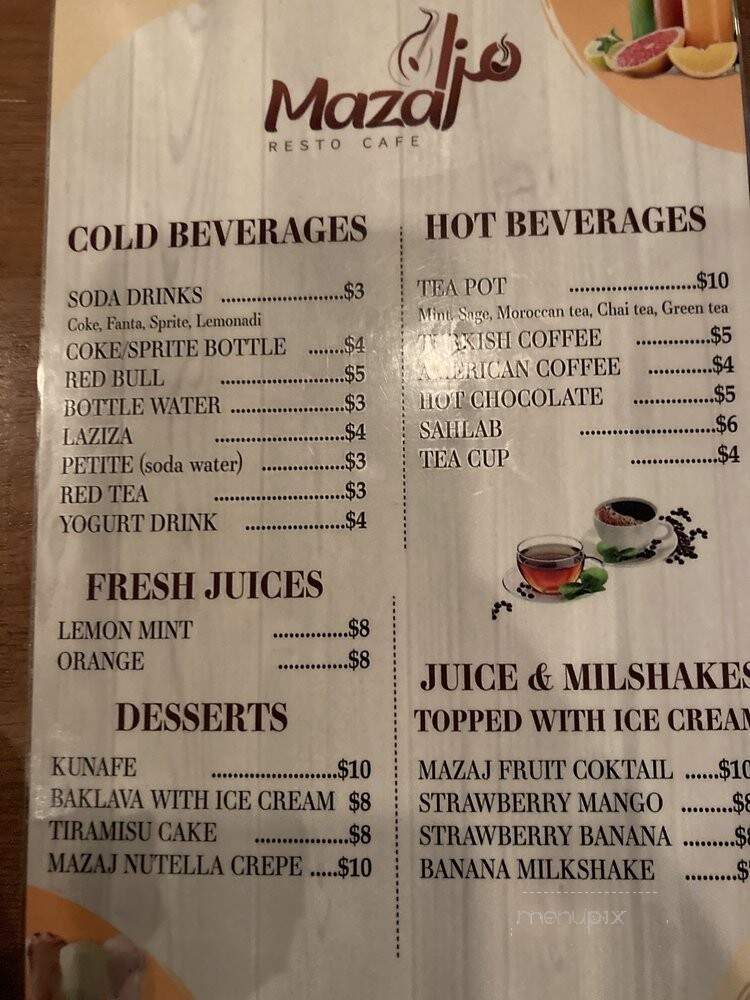 مزاج
Mazaj
RESTO CAFE
COLD BEVERAGES
SODA DRINKS ..........................$3
Coke, Fanta, Sprite, Lemonadi
COKE/SPRITE BOTTLE .......$4
RED BULL ..........................$5
BOTTLE WATER ....................$3
LAZIZA ...........................$4
PETITE (soda water) ................$3
RED TEA ...........................$3
YOGURT DRINK ..................$4
FRESH JUICES
LEMON MINT ..............$8
ORANGE .............$8
DESSERTS
KUNAFE ......................$10
BAKLAVA WITH ICE CREAM $8
TIRAMISU CAKE ................$8
MAZAJ NUTELLA CREPE .....$10
HOT BEVERAGES
TEA POT ........................$10
Mint, Sage, Moroccan tea, Chai tea, Green tea
TURKISH COFFEE ..............$5
AMERICAN COFFEE ............$4
HOT CHOCOLATE ...............$5
SAHLAB .........................$6
TEA CUP ................$4
JUICE & MILSHAKES
TOPPED WITH ICE CREAM
MAZAJ FRUIT COKTAIL ......$10
STRAWBERRY MANGO .........$8
STRAWBERRY BANANA .........$8
BANANA MILKSHAKE .........$
menupix